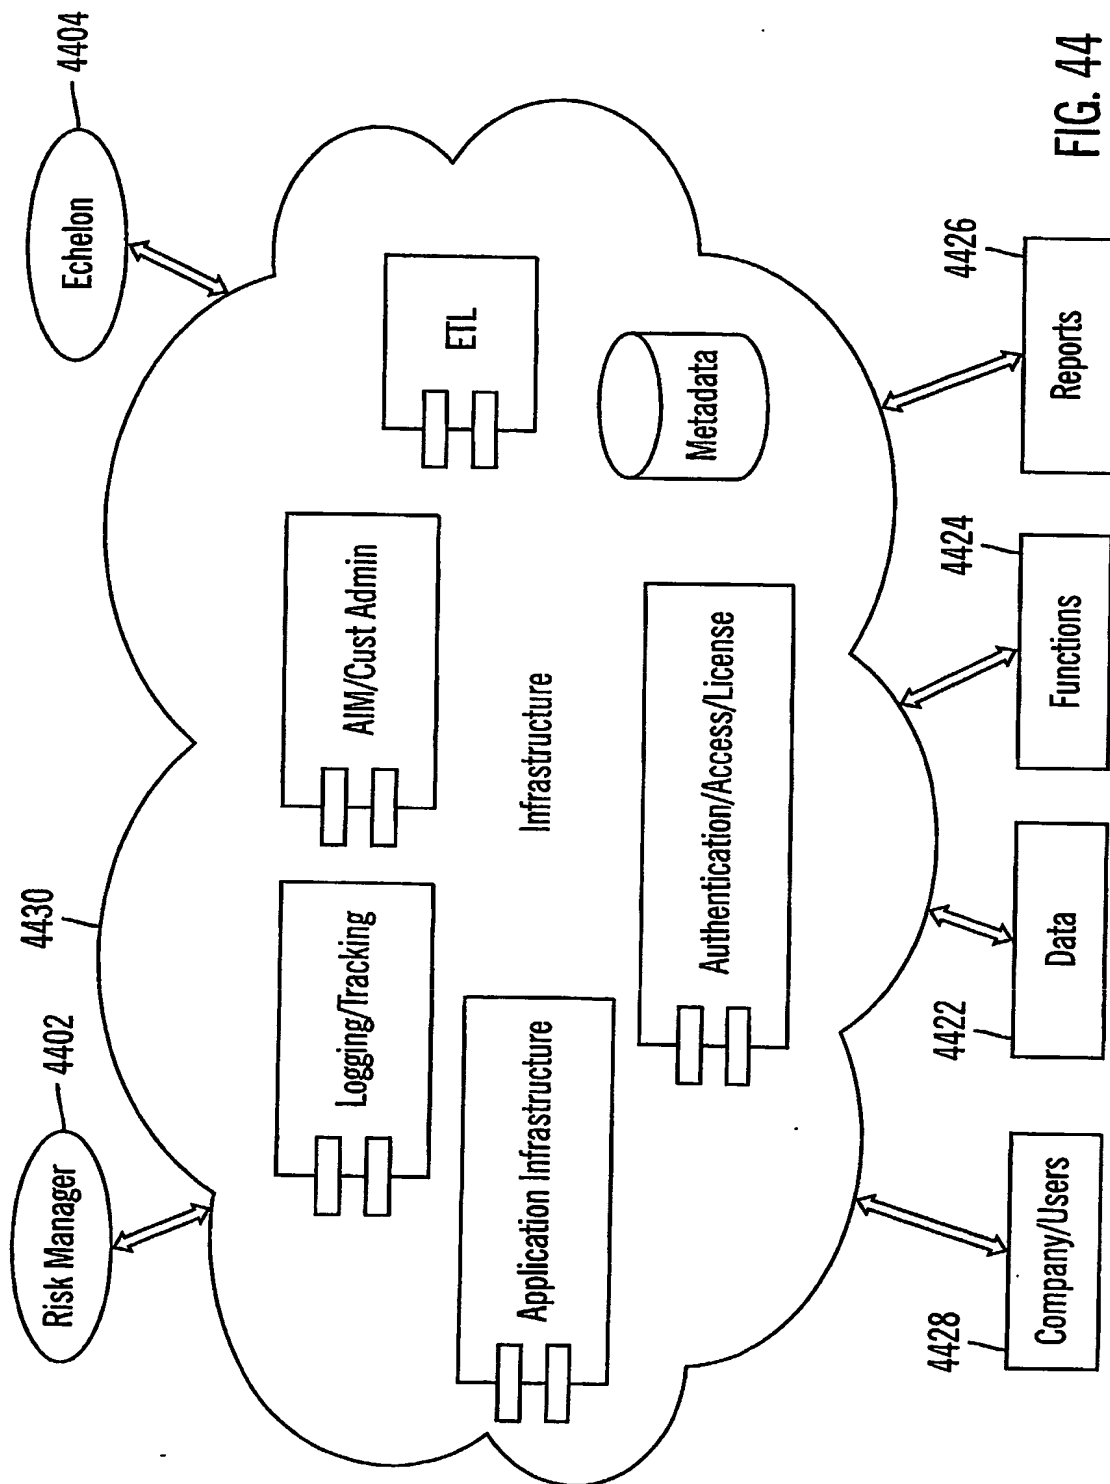 4430
Risk Manager
4402
Echelon
4404
Logging/Tracking
AIM/Cust Admin
ETL
Application Infrastructure
Infrastructure
Authentication/Access/License
Metadata
4428
Company/Users
4422
Data
4424
Functions
4426
Reports
FIG. 44